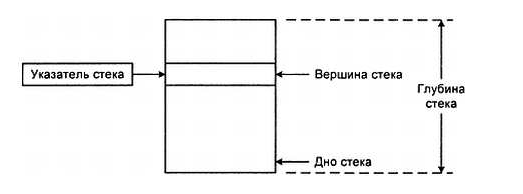 Указатель стека
Вершина стека
Глубина
стека
Дно стека